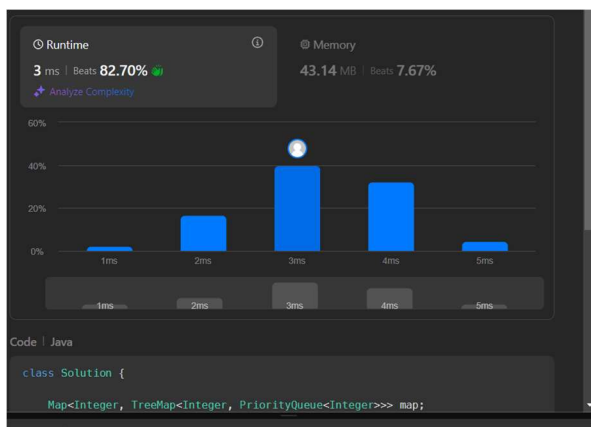 Runtime
3 ms | Beats 82.70%
Analyze Complexity
Memory
43.14 MB | Beats 7.67%
60%
40%
20%
0%
1ms 2ms 3ms 4ms 5ms
1ms 2ms 3ms 4ms 5ms
Code | Java
class Solution {
Map<Integer, TreeMap<Integer, PriorityQueue<Integer>>> map;